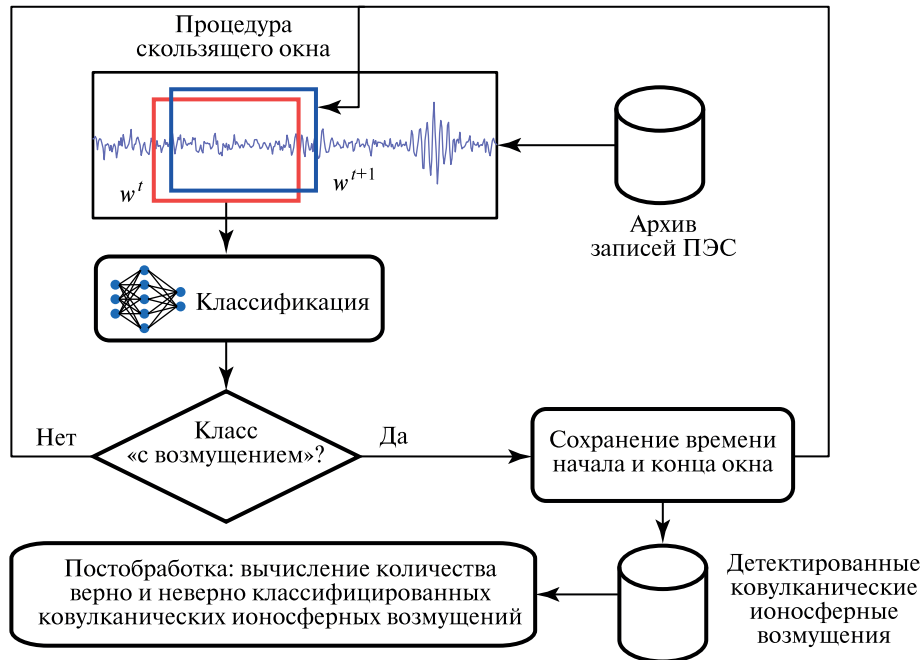 Процедура
скользящего окна
w^t
w^{t+1}
Архив
записей ПЭС
Классификация
Нет
Класс
«с возмущением»?
Да
Сохранение времени
начала и конца окна
Постобработка: вычисление количества
верно и неверно классифицированных
ковулканических ионосферных возмущений
Детектированные
ковулканические
ионосферные
возмущения